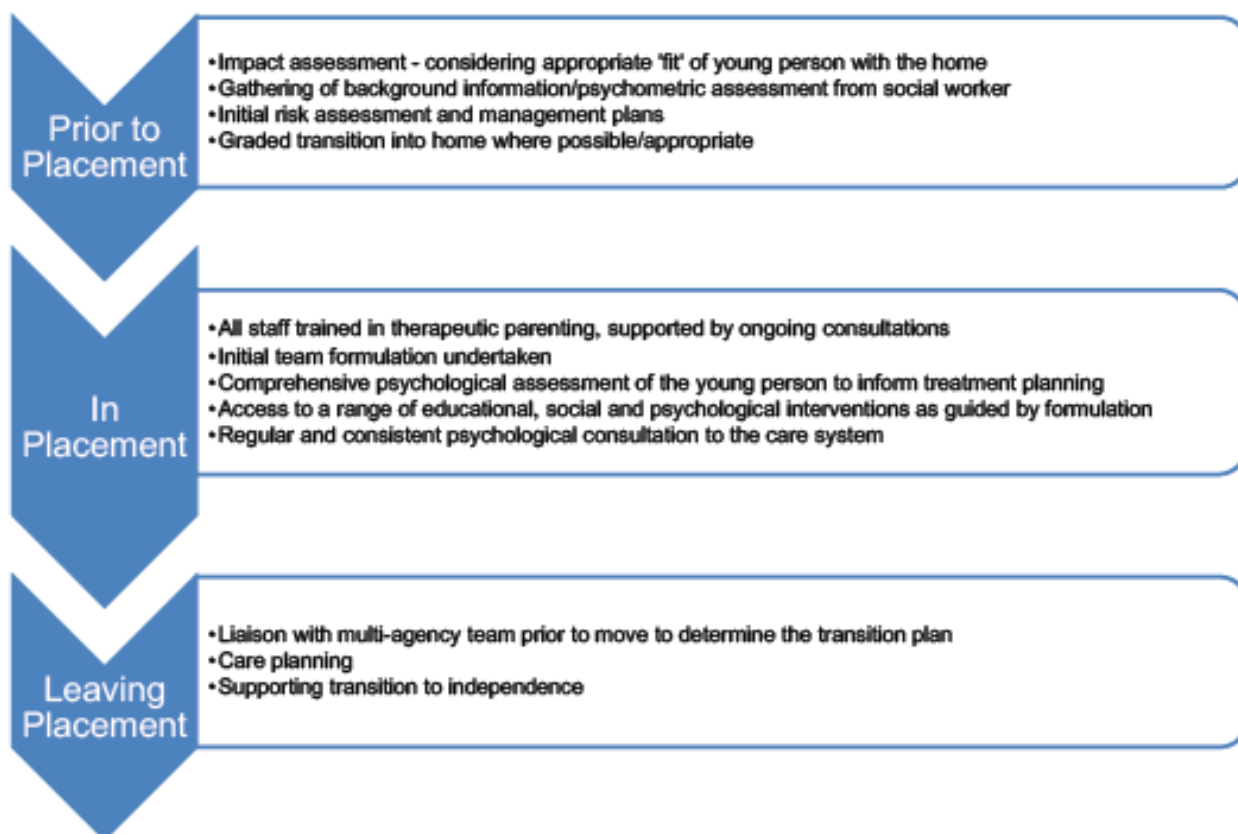 Prior to
Placement
•Impact assessment - considering appropriate 'fit' of young person with the home
•Gathering of background information/psychometric assessment from social worker
•Initial risk assessment and management plans
•Graded transition into home where possible/appropriate
In
Placement
•All staff trained in therapeutic parenting, supported by ongoing consultations
•Initial team formulation undertaken
•Comprehensive psychological assessment of the young person to inform treatment planning
•Access to a range of educational, social and psychological interventions as guided by formulation
•Regular and consistent psychological consultation to the care system
Leaving
Placement
•Liaison with multi-agency team prior to move to determine the transition plan
•Care planning
•Supporting transition to independence